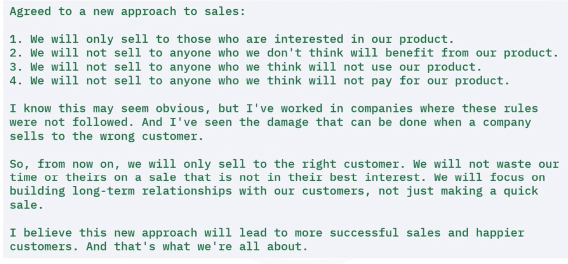 Agreed to a new approach to sales:
1. We will only sell to those who are interested in our product.
2. We will not sell to anyone who we don't think will benefit from our product.
3. We will not sell to anyone who we think will not use our product.
4. We will not sell to anyone who we think will not pay for our product.
I know this may seem obvious, but I've worked in companies where these rules
were not followed. And I've seen the damage that can be done when a company
sells to the wrong customer.
So, from now on, we will only sell to the right customer. We will not waste our
time or theirs on a sale that is not in their best interest. We will focus on
building long-term relationships with our customers, not just making a quick
sale.
I believe this new approach will lead to more successful sales and happier
customers. And that's what we're all about.